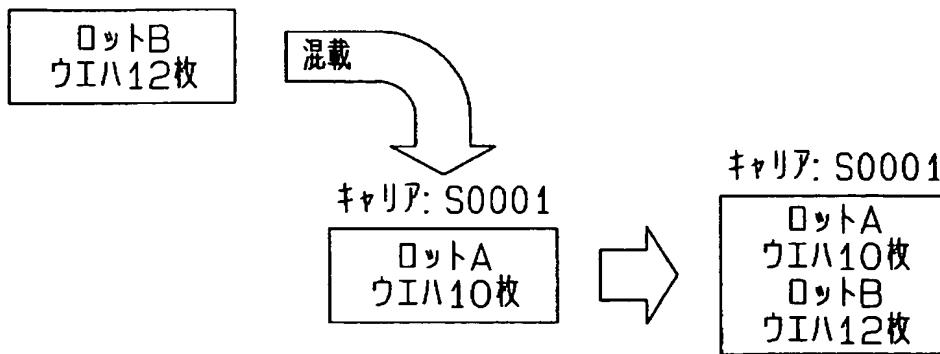 ロットB
ウエハ12枚
混載
キャリア: S0001
ロットA
ウエハ10枚
キャリア: S0001
ロットA
ウエハ10枚
ロットB
ウエハ12枚